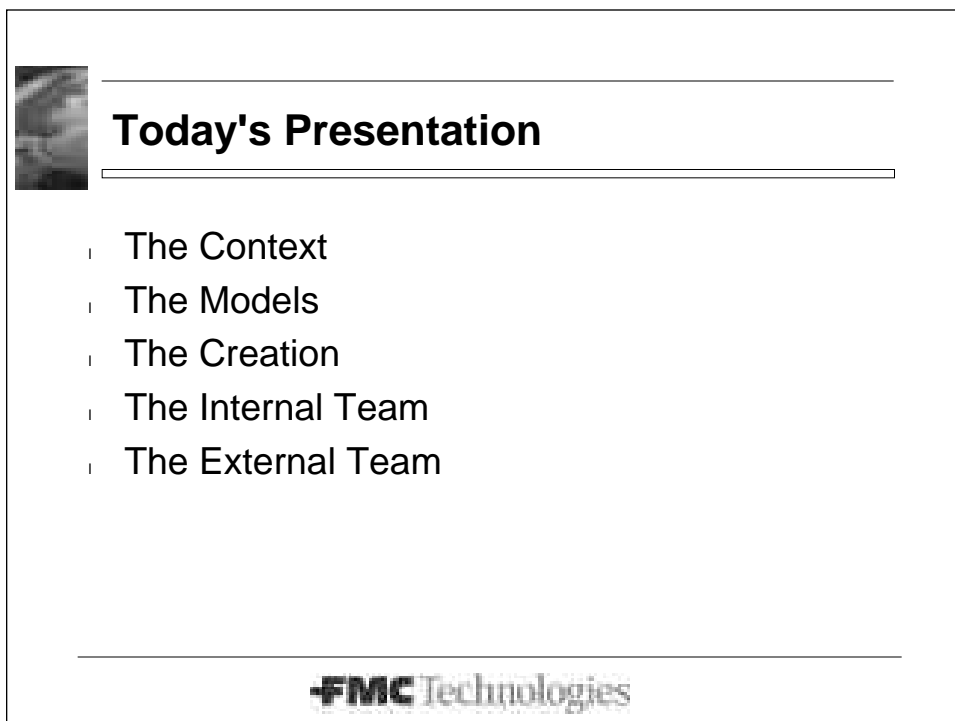 Today's Presentation
The Context
The Models
The Creation
The Internal Team
The External Team
FMC Technologies